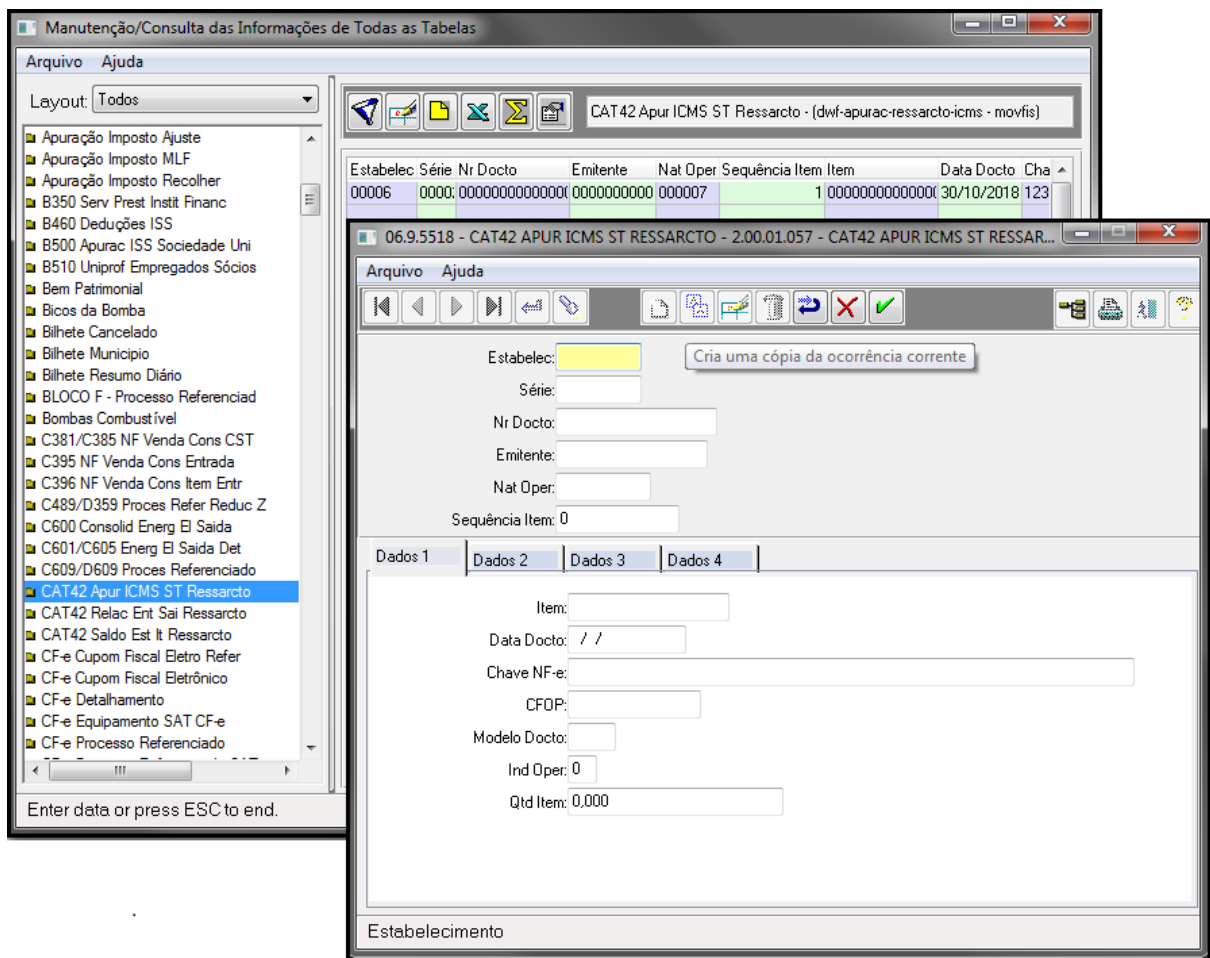 Manutenção/Consulta das Informações de Todas as Tabelas
Arquivo Ajuda
Layout: Todos
Apuração Imposto Ajuste
Apuração Imposto MLF
Apuração Imposto Recolher
B350 Serv Prest Instit Financ
B460 Deduções ISS
B500 Apurac ISS Sociedade Uni
B510 Uniprof Empregados Sócios
Bem Patrimonial
Bicos da Bomba
Bilhete Cancelado
Bilhete Municipio
Bilhete Resumo Diário
BLOCO F - Processo Referenciad
Bombas Combustível
C381/C385 NF Venda Cons CST
C395 NF Venda Cons Entrada
C396 NF Venda Cons Item Entr
C489/D359 Proces Refer Reduc Z
C600 Consolid Energ El Saida
C601/C605 Energ El Saida Det
C609/D609 Proces Referenciado
CAT42 Apur ICMS ST Ressarcto
CAT42 Relac Ent Sai Ressarcto
CAT42 Saldo Est It Ressarcto
CF-e Cupom Fiscal Eletro Refer
CF-e Cupom Fiscal Eletrônico
CF-e Detalhamento
CF-e Equipamento SAT CF-e
CF-e Processo Referenciado
Enter data or press ESC to end.
CAT42 Apur ICMS ST Ressarcto - (dwf-apurac-ressarcto-icms - movfis)
Estabelec Série Nr Docto Emitente Nat Oper Sequência Item Item Data Docto Cha
00006 0000 00000000000000 0000000000 000007 1 00000000000000 30/10/2018 123
06.9.5518 - CAT42 APUR ICMS ST RESSARCTO - 2.00.01.057 - CAT42 APUR ICMS ST RESSAR...
Arquivo Ajuda
Cria uma cópia da ocorrência corrente
Estabelec:
Série:
Nr Docto:
Emitente:
Nat Oper:
Sequência Item: 0
Dados 1 Dados 2 Dados 3 Dados 4
Item:
Data Docto: / /
Chave NF-e:
CFOP:
Modelo Docto:
Ind Oper: 0
Qtd Item: 0,000
Estabelecimento